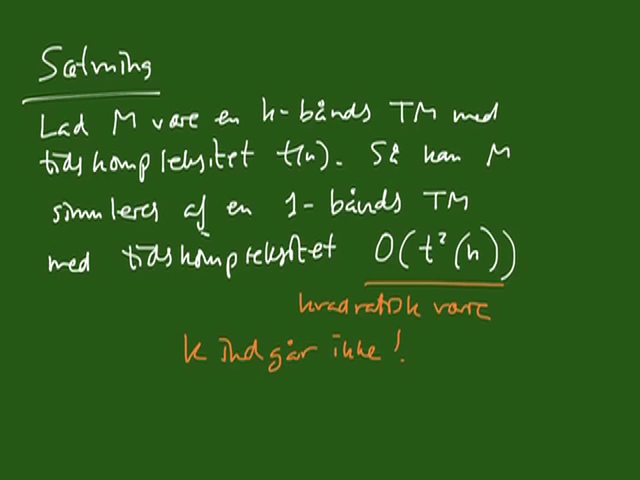 Sætning
Lad M være en k-bånds TM med
tidskompleksitet t(n). Så kan M
simuleres af en 1-bånds TM
med tidskompleksitet O(t²(n))
kvadratisk værre
k indgår ikke!